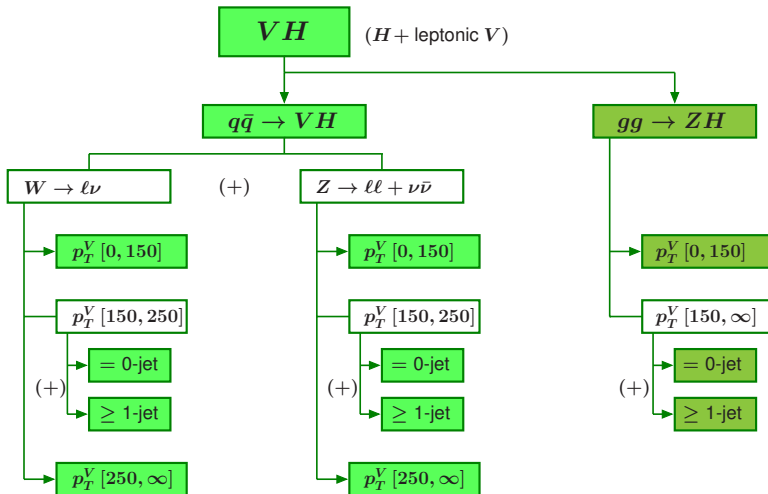 VH (H + leptonic V)
qq̄ → VH
gg → ZH
W → ℓν
(+)
Z → ℓℓ + νν̄
p_T^V [0, 150]
p_T^V [0, 150]
p_T^V [0, 150]
p_T^V [150, 250]
p_T^V [150, 250]
p_T^V [150, ∞]
(+)
= 0-jet
≥ 1-jet
(+)
= 0-jet
≥ 1-jet
(+)
= 0-jet
≥ 1-jet
p_T^V [250, ∞]
p_T^V [250, ∞]